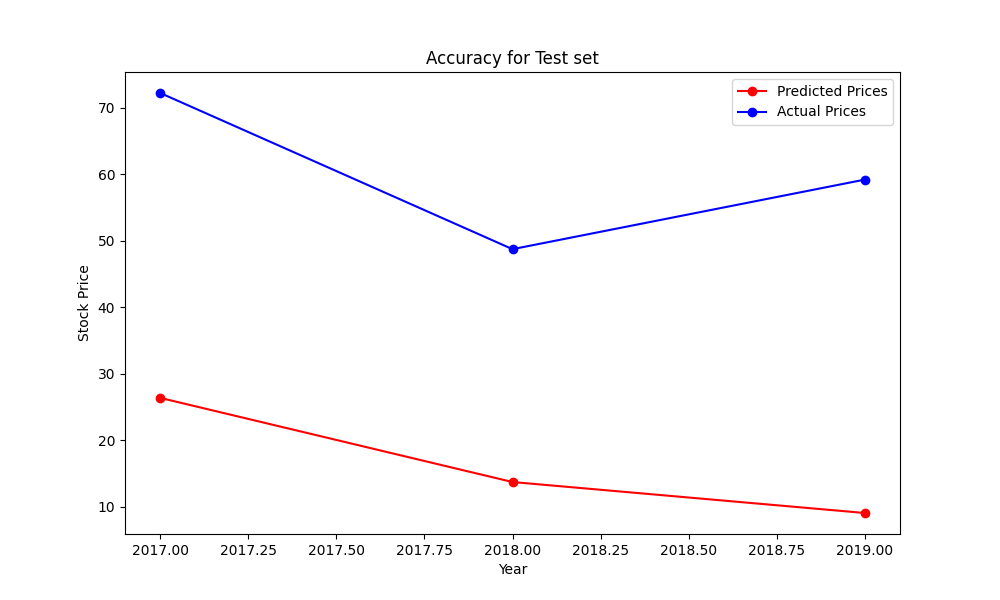 Accuracy for Test set
Predicted Prices
Actual Prices
70
60
50
40
30
20
10
Stock Price
2017.00 2017.25 2017.50 2017.75 2018.00 2018.25 2018.50 2018.75 2019.00
Year